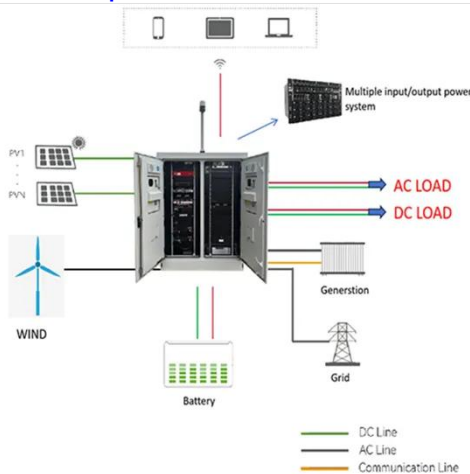 Multiple input/output power
system
PV1
PVN
AC LOAD
DC LOAD
WIND
Generstion
Battery
Grid
DC Line
AC Line
Communication Line